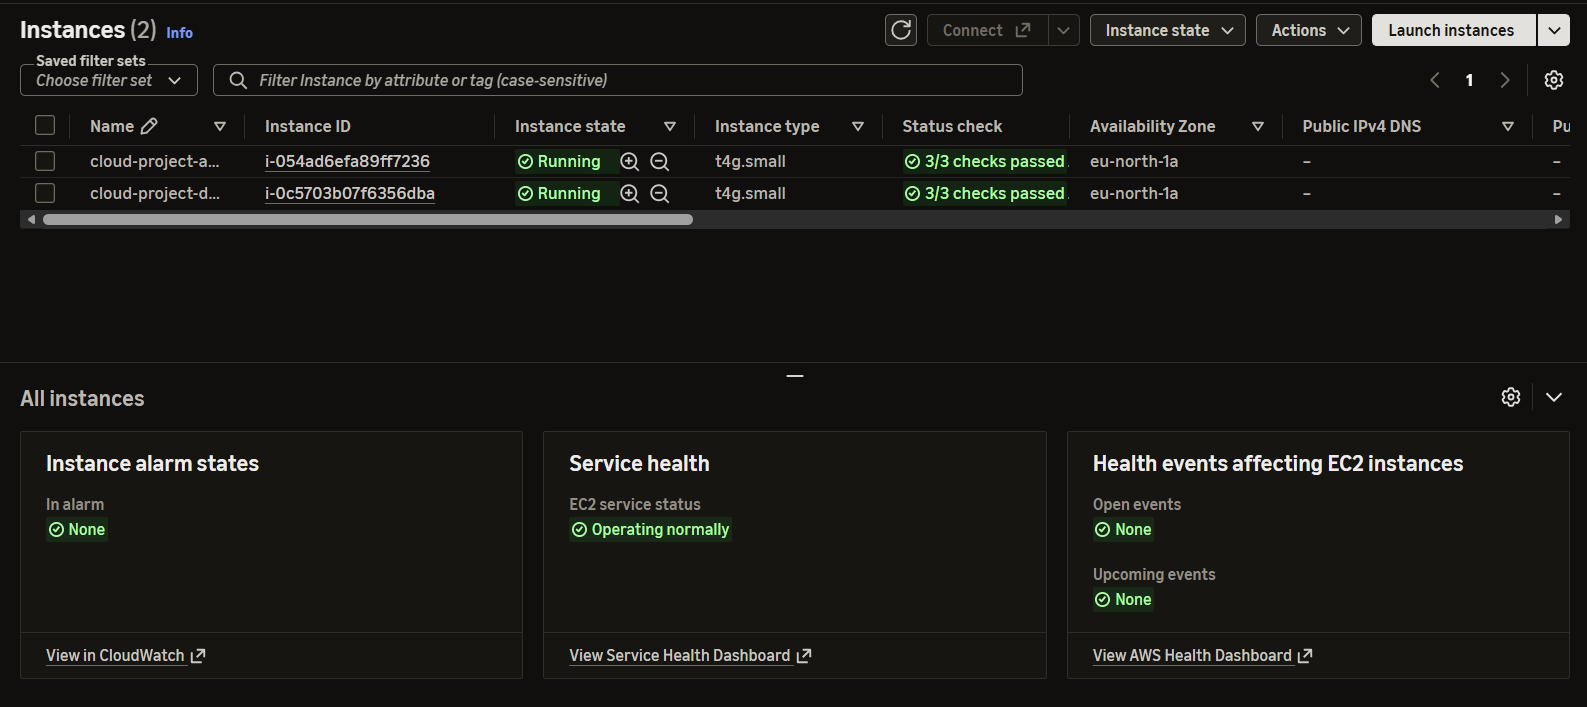 Instances (2) Info
Connect Instance state Actions Launch instances
Saved filter sets
Choose filter set
Filter Instance by attribute or tag (case-sensitive)
1
Name Instance ID Instance state Instance type Status check Availability Zone Public IPv4 DNS Pu
cloud-project-a... i-054ad6efa89ff7236 Running t4g.small 3/3 checks passed eu-north-1a – –
cloud-project-d... i-0c5703b07f6356dba Running t4g.small 3/3 checks passed eu-north-1a – –
All instances
Instance alarm states
In alarm
None
View in CloudWatch
Service health
EC2 service status
Operating normally
View Service Health Dashboard
Health events affecting EC2 instances
Open events
None
Upcoming events
None
View AWS Health Dashboard